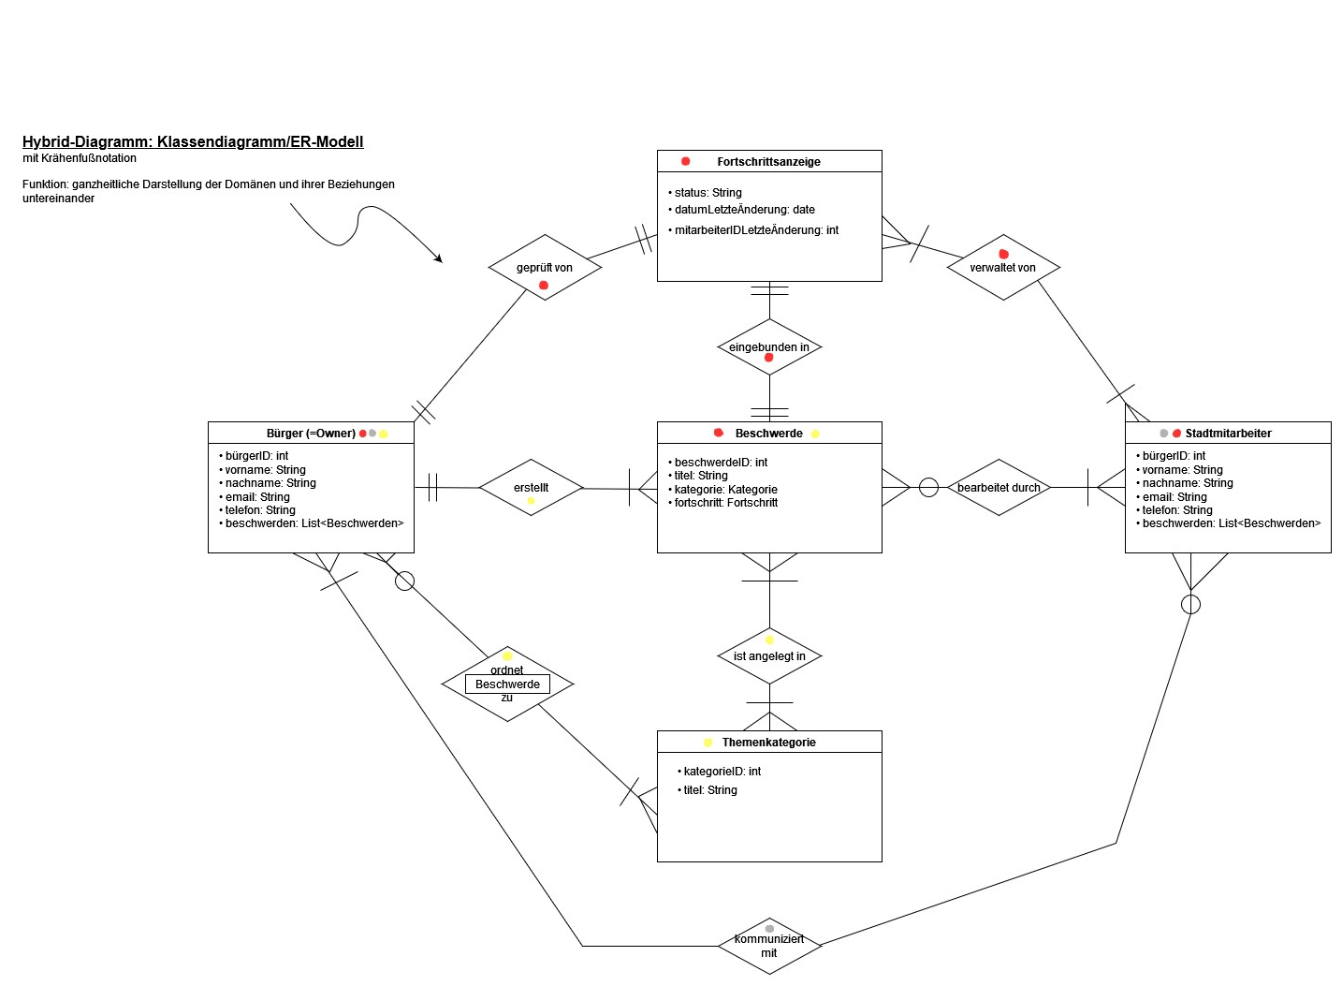 Hybrid-Diagramm: Klassendiagramm/ER-Modell
mit Krähenfußnotation
Funktion: ganzheitliche Darstellung der Domänen und ihrer Beziehungen
untereinander
Fortschrittsanzeige
• status: String
• datumLetzteÄnderung: date
• mitarbeiterIDLetzteÄnderung: int
geprüft von
verwaltet von
eingebunden in
Bürger (=Owner)
• bürgerID: int
• vorname: String
• nachname: String
• email: String
• telefon: String
• beschwerden: List<Beschwerden>
erstellt
Beschwerde
• beschwerdeID: int
• titel: String
• kategorie: Kategorie
• fortschritt: Fortschritt
bearbeitet durch
Stadtmitarbeiter
• bürgerID: int
• vorname: String
• nachname: String
• email: String
• telefon: String
• beschwerden: List<Beschwerden>
ist angelegt in
ordnet
Beschwerde
zu
Themenkategorie
• kategorieID: int
• titel: String
kommuniziert
mit